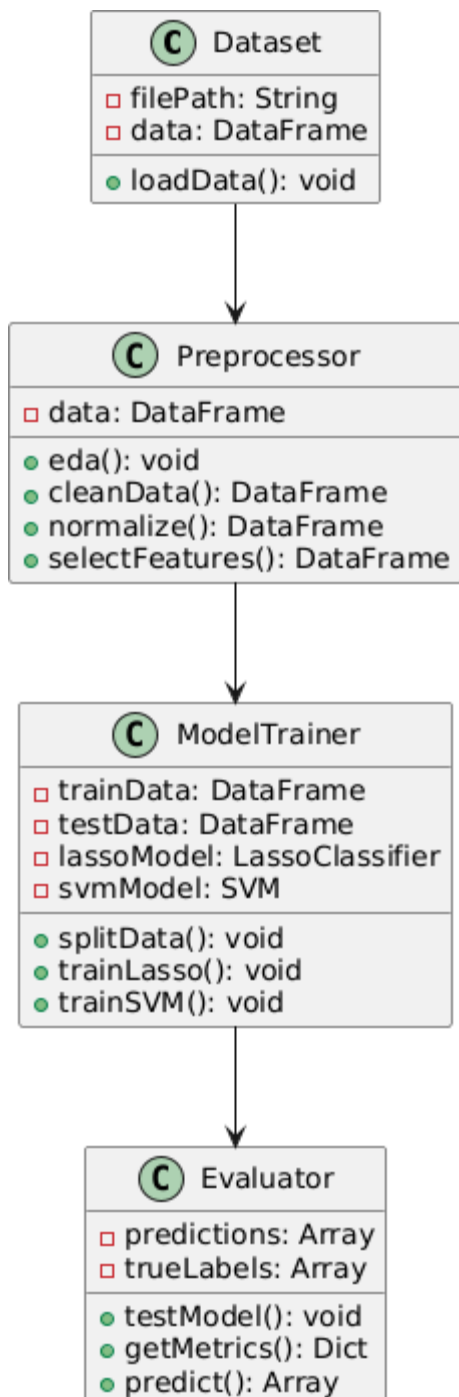 C Dataset
filePath: String
data: DataFrame
loadData(): void
C Preprocessor
data: DataFrame
eda(): void
cleanData(): DataFrame
normalize(): DataFrame
selectFeatures(): DataFrame
C ModelTrainer
trainData: DataFrame
testData: DataFrame
lassoModel: LassoClassifier
svmModel: SVM
splitData(): void
trainLasso(): void
trainSVM(): void
C Evaluator
predictions: Array
trueLabels: Array
testModel(): void
getMetrics(): Dict
predict(): Array